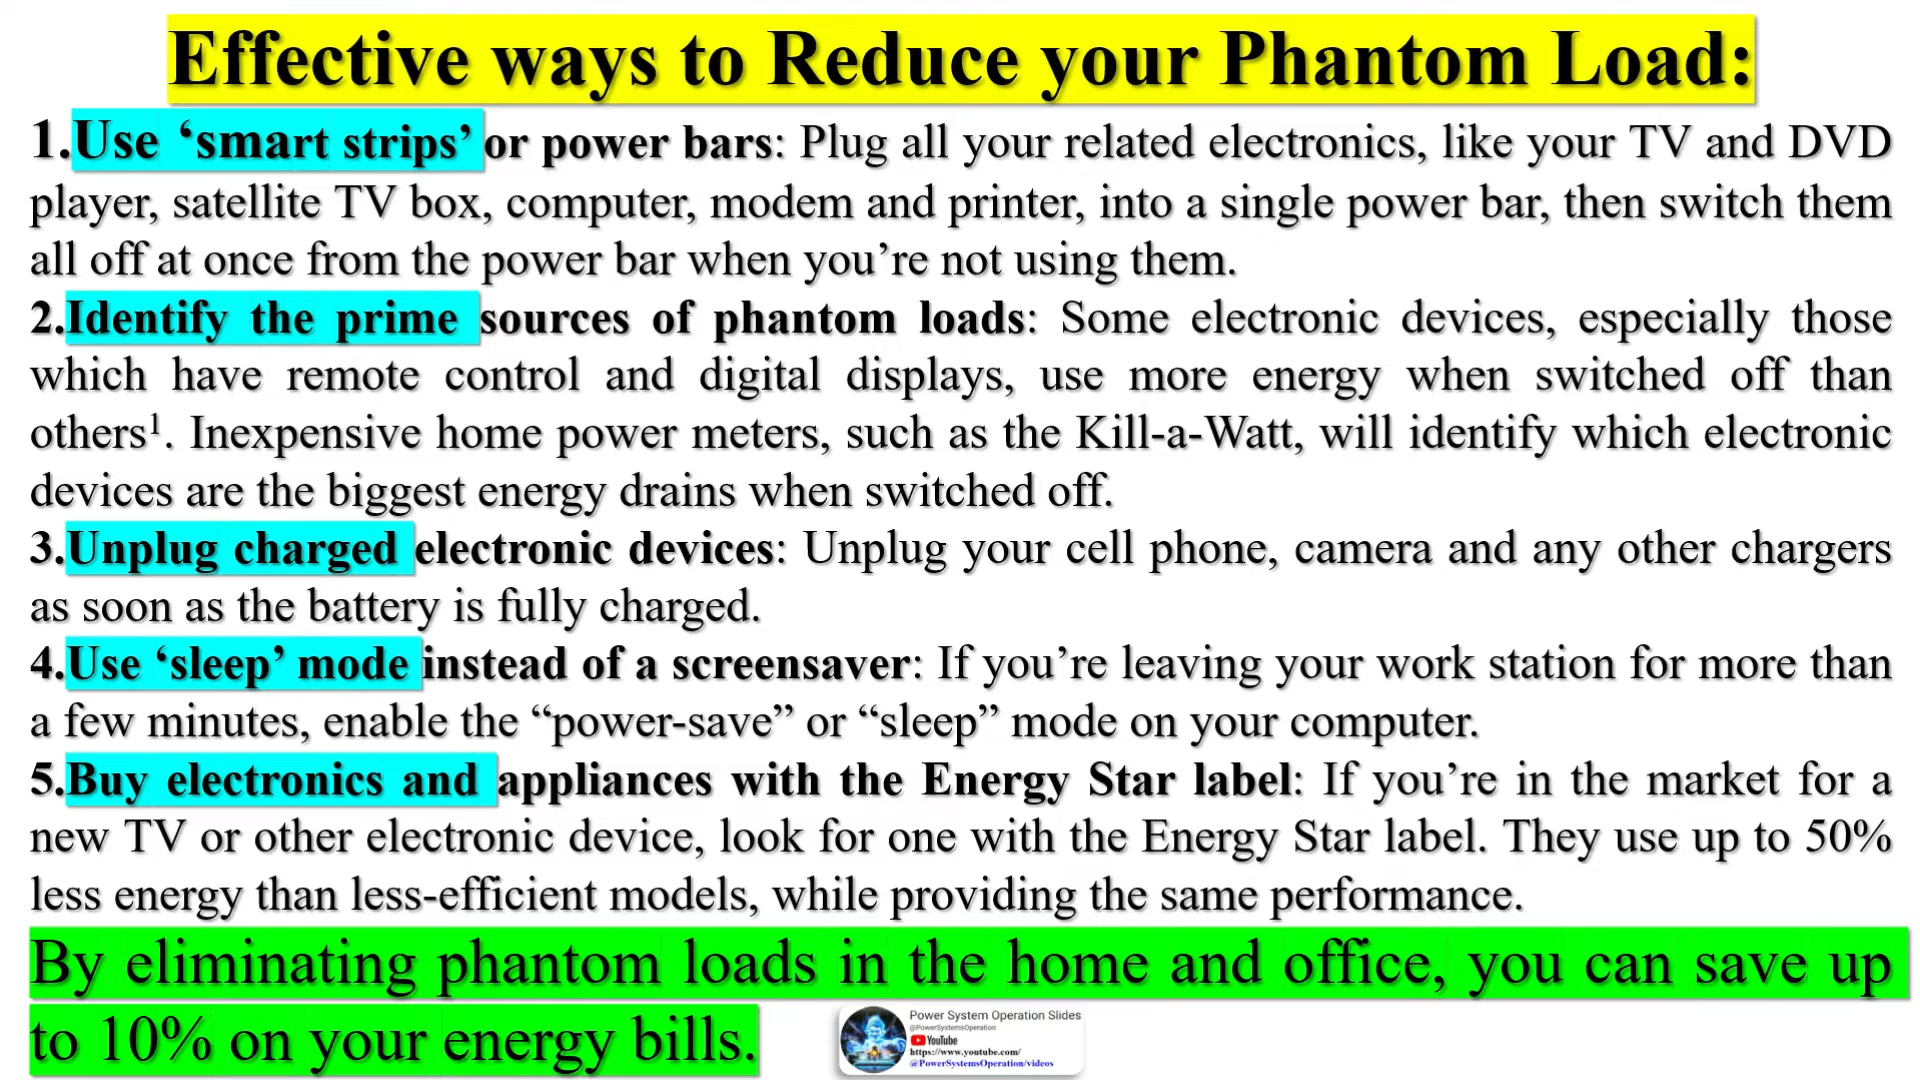 Effective ways to Reduce your Phantom Load:
1.Use ‘smart strips’ or power bars: Plug all your related electronics, like your TV and DVD
player, satellite TV box, computer, modem and printer, into a single power bar, then switch them
all off at once from the power bar when you’re not using them.
2.Identify the prime sources of phantom loads: Some electronic devices, especially those
which have remote control and digital displays, use more energy when switched off than
others¹. Inexpensive home power meters, such as the Kill-a-Watt, will identify which electronic
devices are the biggest energy drains when switched off.
3.Unplug charged electronic devices: Unplug your cell phone, camera and any other chargers
as soon as the battery is fully charged.
4.Use ‘sleep’ mode instead of a screensaver: If you’re leaving your work station for more than
a few minutes, enable the “power-save” or “sleep” mode on your computer.
5.Buy electronics and appliances with the Energy Star label: If you’re in the market for a
new TV or other electronic device, look for one with the Energy Star label. They use up to 50%
less energy than less-efficient models, while providing the same performance.
By eliminating phantom loads in the home and office, you can save up
to 10% on your energy bills.
Power System Operation Slides
@PowerSystemsOperation
YouTube
https://www.youtube.com/
@PowerSystemsOperation/videos